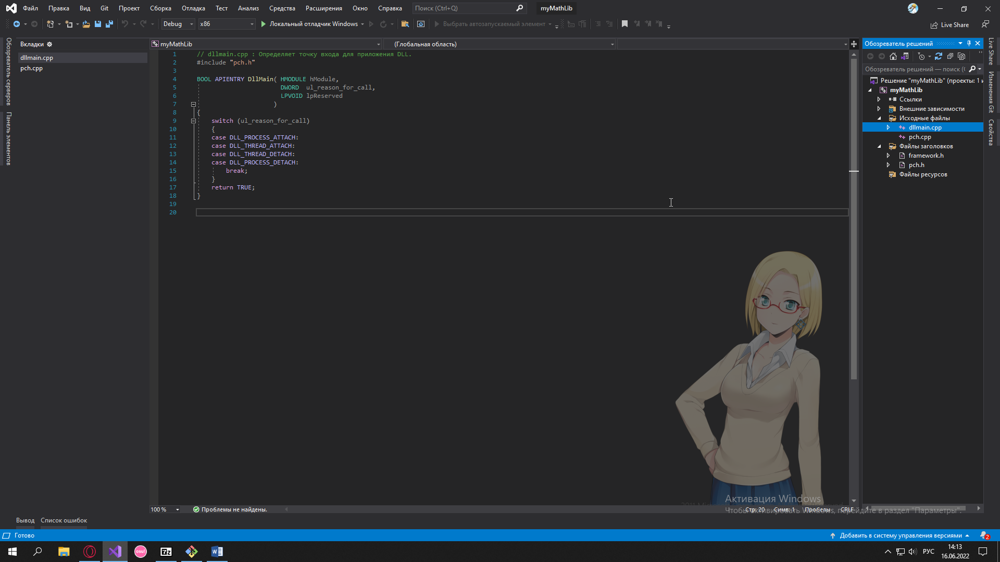 Файл Правка Вид Git Проект Сборка Отладка Тест Анализ Средства Расширения Окно Справка Поиск (Ctrl+Q) myMathLib
Debug x86 Локальный отладчик Windows Выбрать автозапускаемый элемент Live Share
Обозреватель серверов
Панель элементов
Вкладки
dllmain.cpp
pch.cpp
myMathLib (Глобальная область)
1 // dllmain.cpp : Определяет точку входа для приложения DLL.
2 #include "pch.h"
3
4 BOOL APIENTRY DllMain( HMODULE hModule,
5 DWORD ul_reason_for_call,
6 LPVOID lpReserved
7 )
8 {
9 switch (ul_reason_for_call)
10 {
11 case DLL_PROCESS_ATTACH:
12 case DLL_THREAD_ATTACH:
13 case DLL_THREAD_DETACH:
14 case DLL_PROCESS_DETACH:
15 break;
16 }
17 return TRUE;
18 }
19
20
Обозреватель решений
Обозреватель решений — поиск (
Решение "myMathLib" (проекты: 1 и
myMathLib
Ссылки
Внешние зависимости
Исходные файлы
dllmain.cpp
pch.cpp
Файлы заголовков
framework.h
pch.h
Файлы ресурсов
Live Share
Изменения Git
Свойства
Активация Windows
Чтобы активировать Windows, перейдите в раздел "Параметры".
100 % Проблемы не найдены. Стр: 20 Симв: 1 Пробелы CRLF
Вывод Список ошибок
Готово Добавить в систему управления версиями 2
osu! 7z W РУС 14:13
16.06.2022